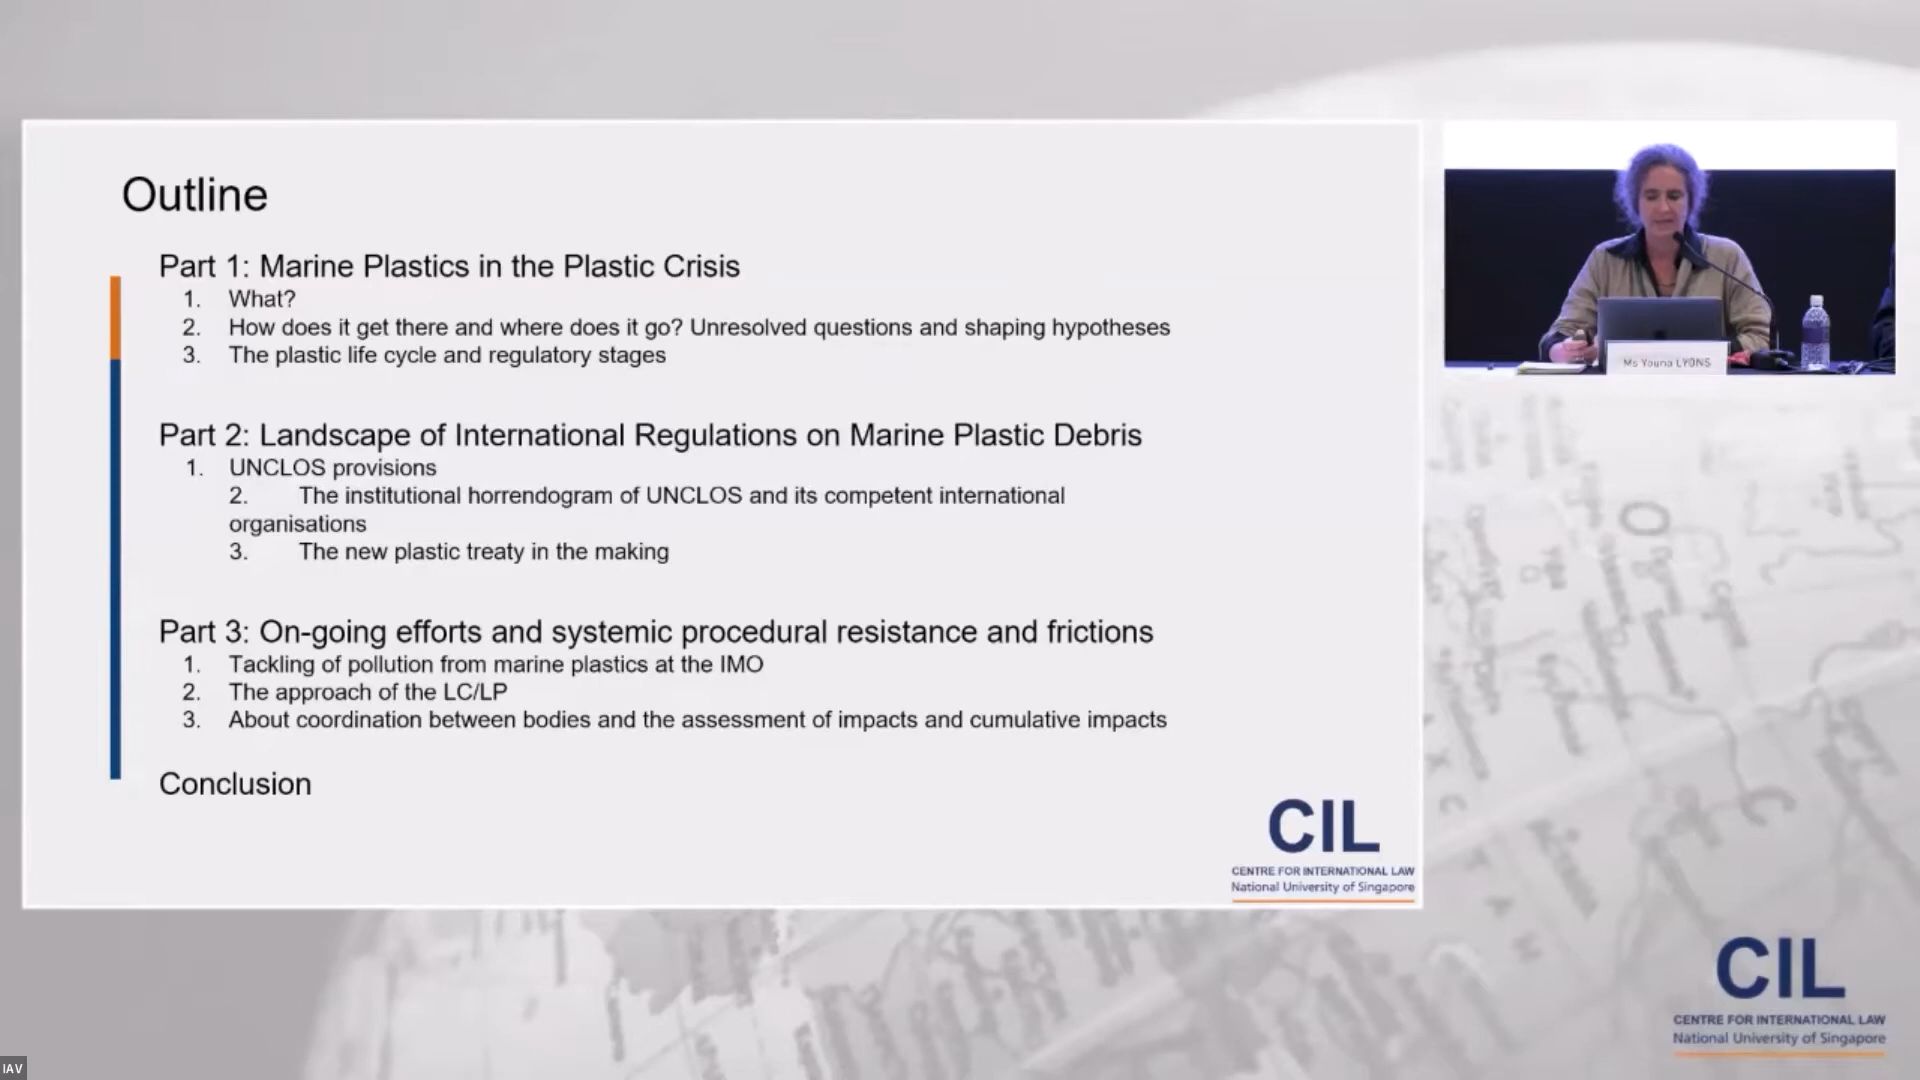 Outline
Part 1: Marine Plastics in the Plastic Crisis
1. What?
2. How does it get there and where does it go? Unresolved questions and shaping hypotheses
3. The plastic life cycle and regulatory stages
Part 2: Landscape of International Regulations on Marine Plastic Debris
1. UNCLOS provisions
2. The institutional horrendogram of UNCLOS and its competent international
organisations
3. The new plastic treaty in the making
Part 3: On-going efforts and systemic procedural resistance and frictions
1. Tackling of pollution from marine plastics at the IMO
2. The approach of the LC/LP
3. About coordination between bodies and the assessment of impacts and cumulative impacts
Conclusion
CIL
CENTRE FOR INTERNATIONAL LAW
National University of Singapore
Ms Youna LYONS
CIL
CENTRE FOR INTERNATIONAL LAW
National University of Singapore
IAV